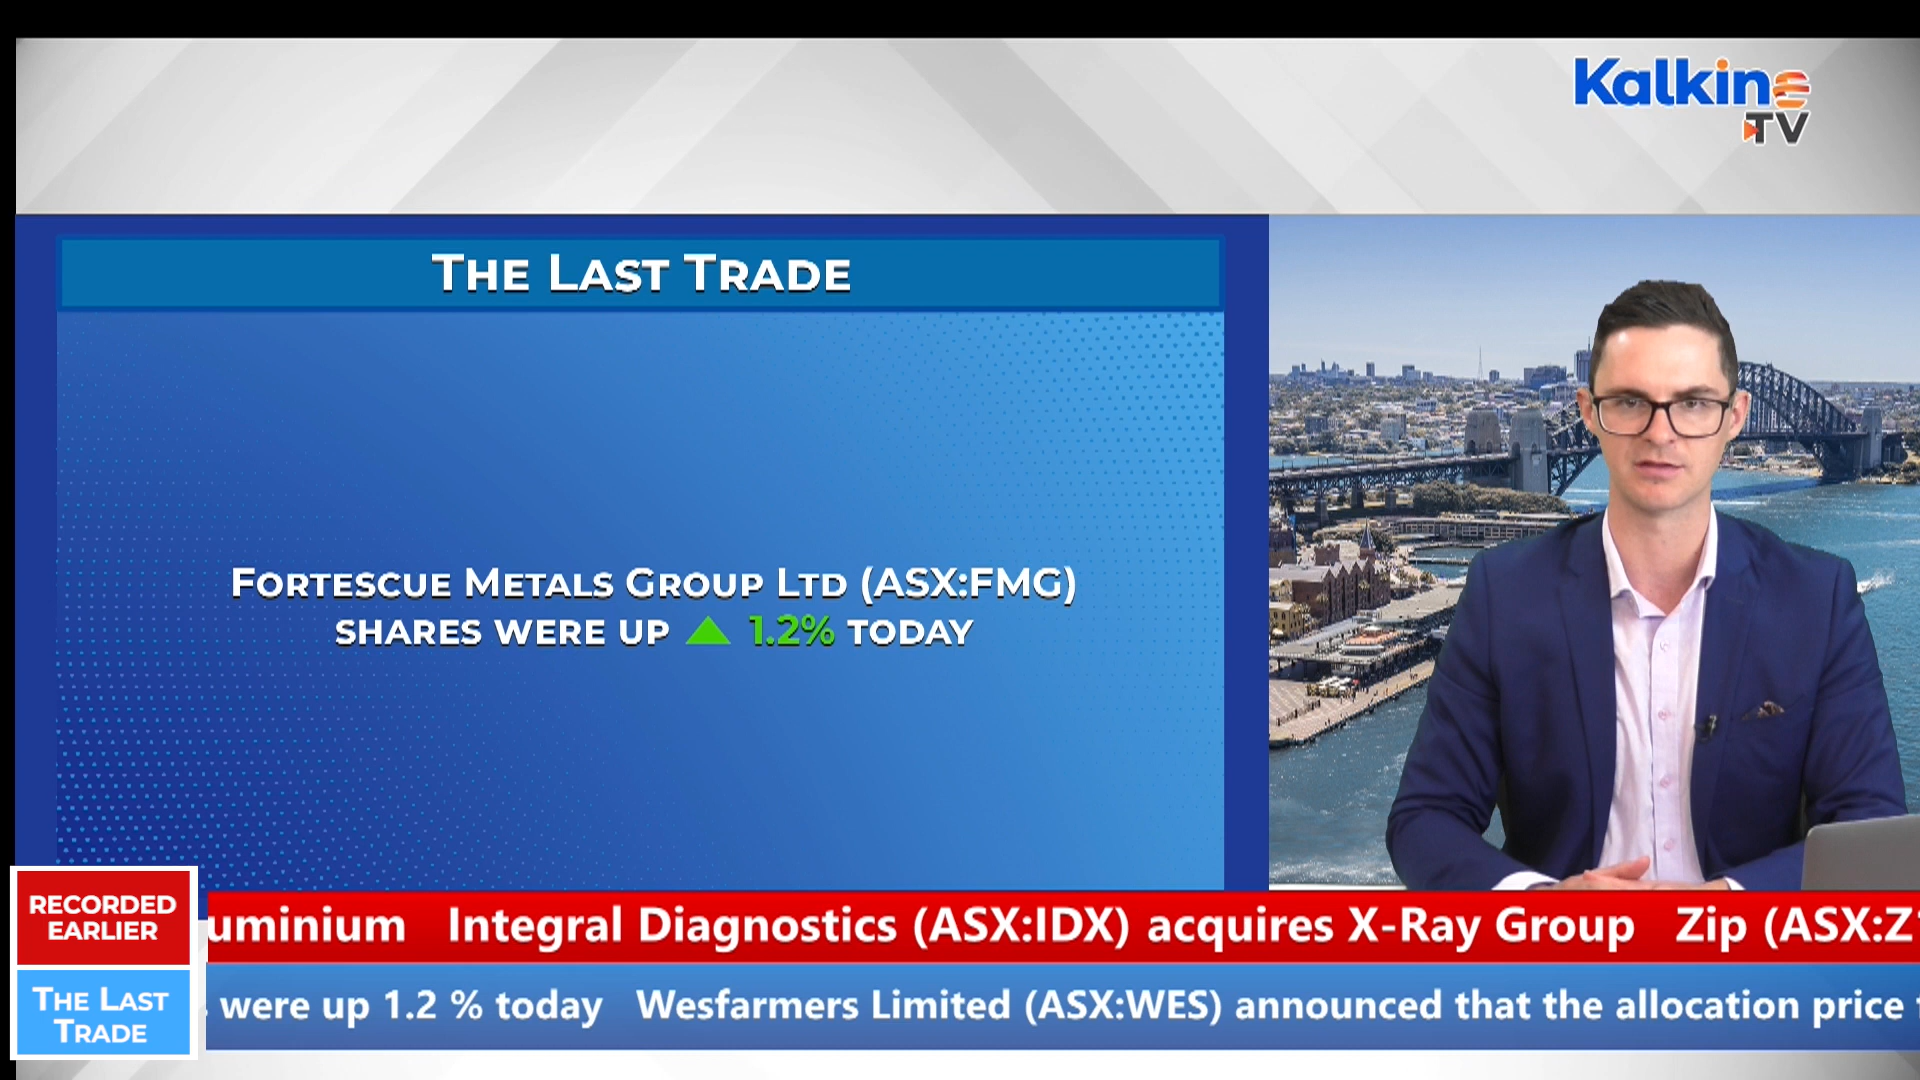 Kalkine
TV
THE LAST TRADE
FORTESCUE METALS GROUP LTD (ASX:FMG)
SHARES WERE UP 1.2% TODAY
RECORDED
EARLIER
uminium Integral Diagnostics (ASX:IDX) acquires X-Ray Group Zip (ASX:Z
THE LAST
TRADE
were up 1.2 % today Wesfarmers Limited (ASX:WES) announced that the allocation price